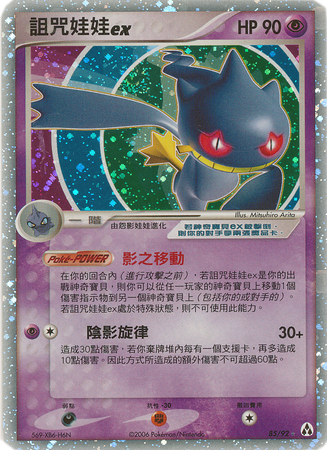 詛咒娃娃ex HP 90
Illus. Mitsuhiro Arita
一階 由怨影娃娃進化
若神奇寶貝ex被擊倒,
則你的對手拿兩張獎品卡。
Poké-POWER 影之移動
在你的回合內(進行攻擊之前),若詛咒娃娃ex是你的出
戰神奇寶貝,則你可以從任一家的神奇寶貝上移動1個
傷害指示物到另一個神奇寶貝上(包括你的或對手的)。
若詛咒娃娃ex處於特殊狀態,則不可使用此能力。
陰影旋律 30+
造成30點傷害,若你棄牌堆內每有一個支援卡,再多造成
10點傷害。因此方式所造成的額外傷害不可超過60點。
弱點 抗性 -30
569-XB6-H6N ©2006 Pokémon/Nintendo 85/92